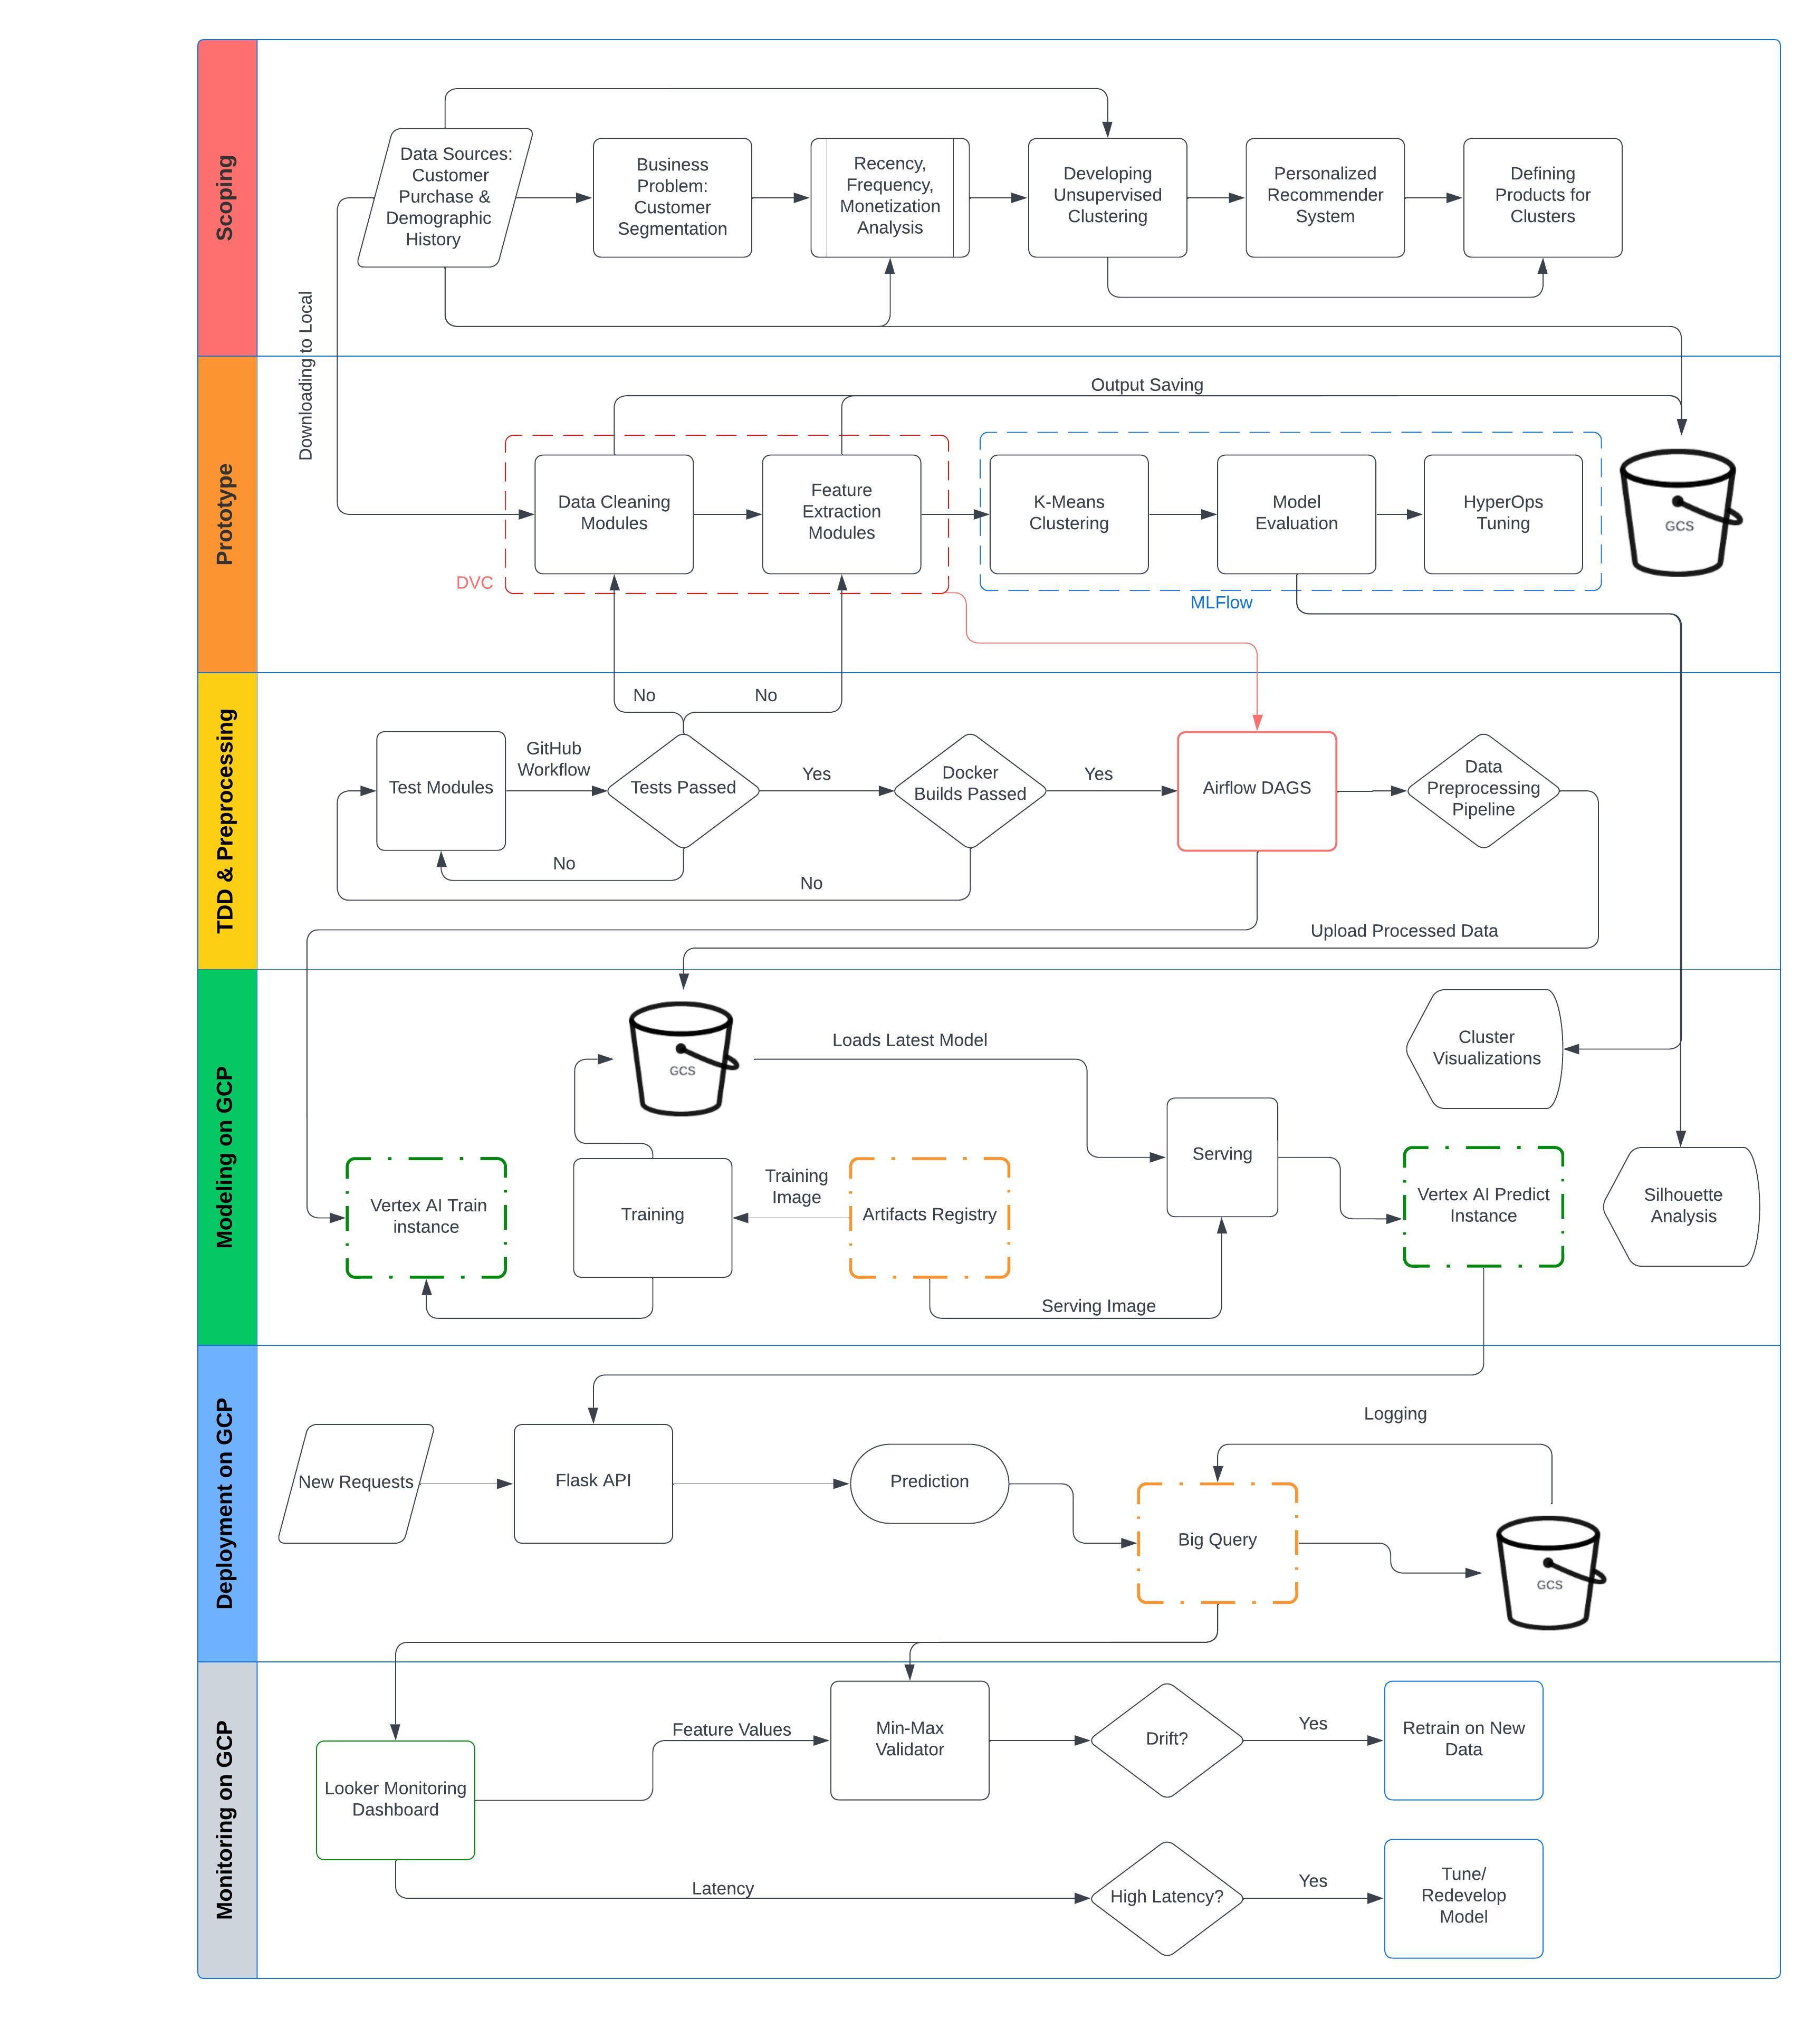 Scoping
Data Sources:
Customer
Purchase &
Demographic
History
Business
Problem:
Customer
Segmentation
Recency,
Frequency,
Monetization
Analysis
Developing
Unsupervised
Clustering
Personalized
Recommender
System
Defining
Products for
Clusters
Downloading to Local
Prototype
Output Saving
Data Cleaning
Modules
Feature
Extraction
Modules
K-Means
Clustering
Model
Evaluation
HyperOps
Tuning
GCS
DVC
MLFlow
TDD & Preprocessing
No
No
Test Modules
GitHub
Workflow
Tests Passed
Yes
Docker
Builds Passed
Yes
Airflow DAGS
Data
Preprocessing
Pipeline
No
No
Upload Processed Data
Modeling on GCP
GCS
Loads Latest Model
Cluster
Visualizations
Vertex AI Train
instance
Training
Training
Image
Artifacts Registry
Serving
Vertex AI Predict
Instance
Silhouette
Analysis
Serving Image
Deployment on GCP
New Requests
Flask API
Prediction
Logging
Big Query
GCS
Monitoring on GCP
Looker Monitoring
Dashboard
Feature Values
Min-Max
Validator
Drift?
Yes
Retrain on New
Data
Latency
High Latency?
Yes
Tune/
Redevelop
Model